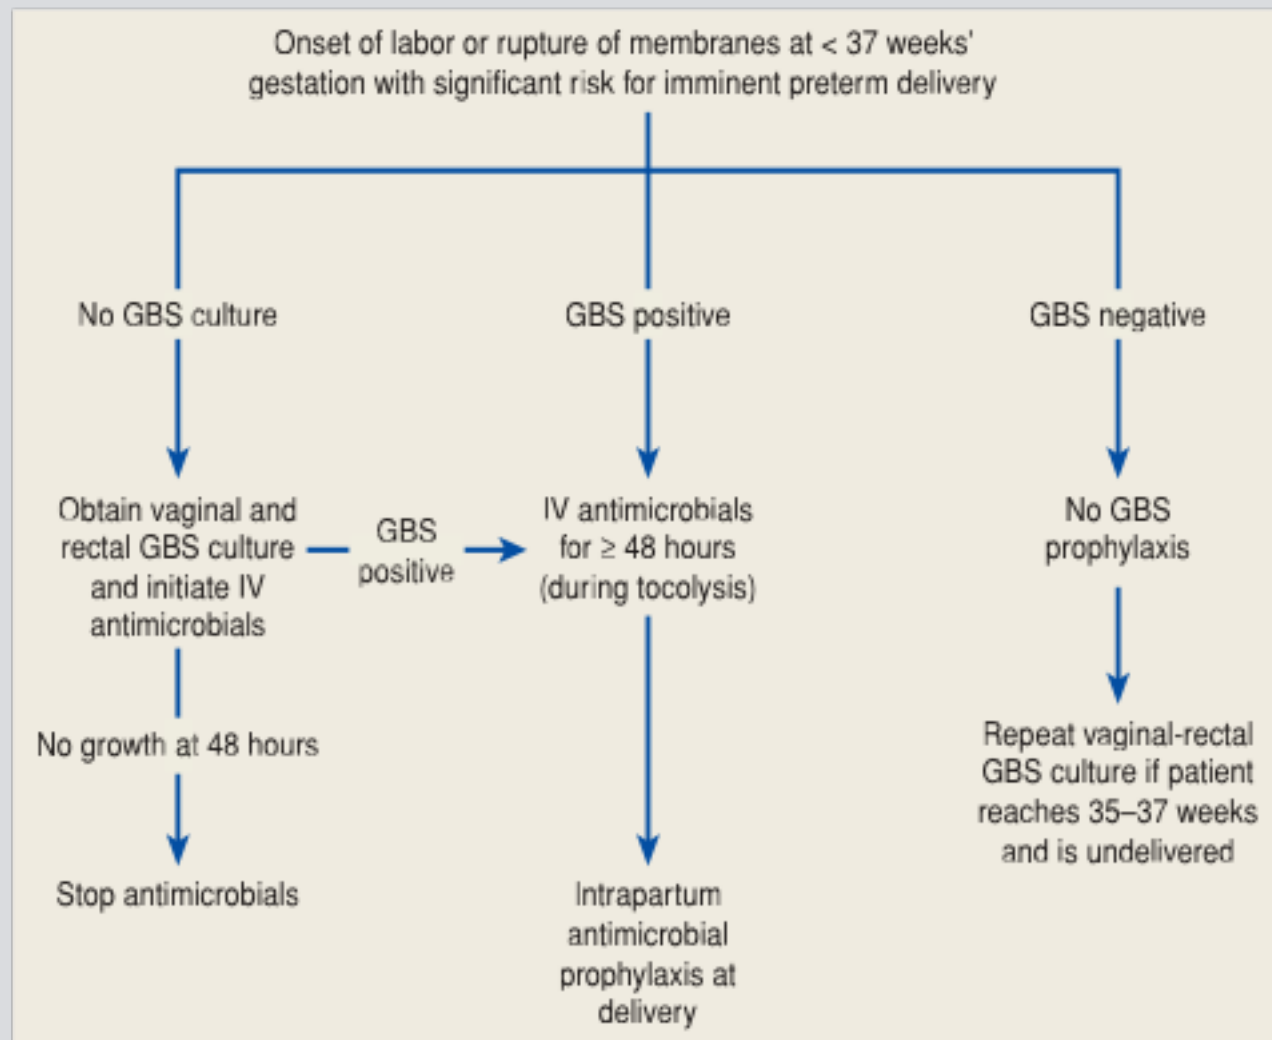 Onset of labor or rupture of membranes at < 37 weeks'
gestation with significant risk for imminent preterm delivery
No GBS culture
GBS positive
GBS negative
Obtain vaginal and
rectal GBS culture
and initiate IV
antimicrobials
GBS
positive
IV antimicrobials
for ≥ 48 hours
(during tocolysis)
No GBS
prophylaxis
No growth at 48 hours
Repeat vaginal-rectal
GBS culture if patient
reaches 35–37 weeks
and is undelivered
Stop antimicrobials
Intrapartum
antimicrobial
prophylaxis at
delivery